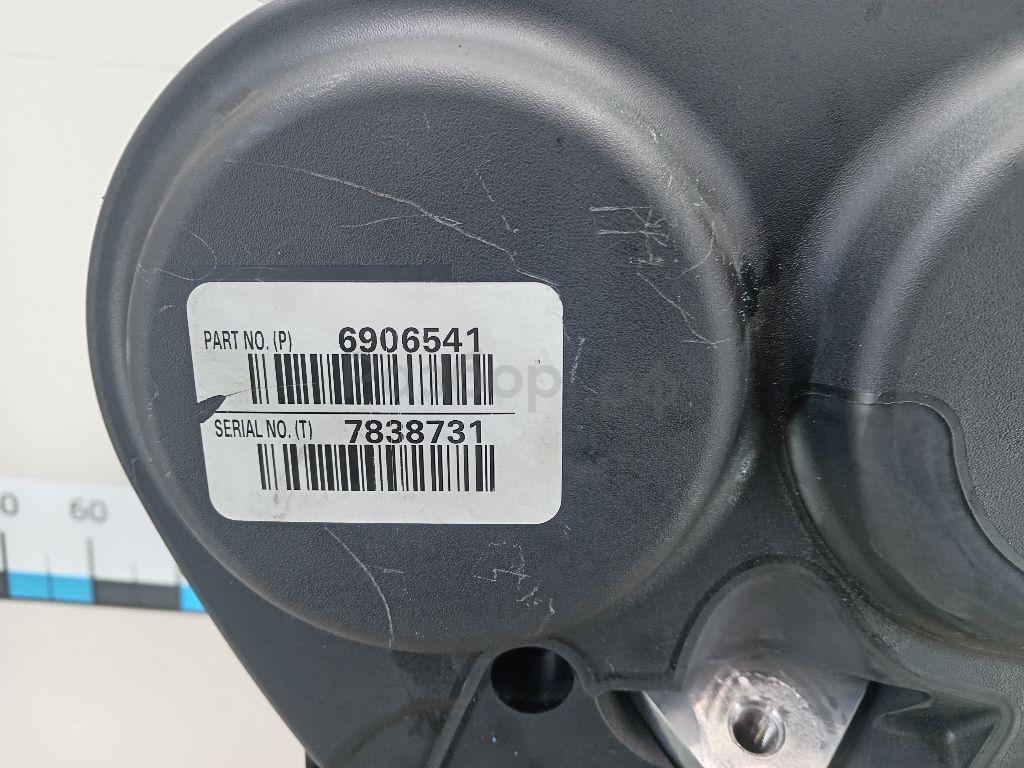 PART NO. (P) 6906541
SERIAL NO. (T) 7838731
60